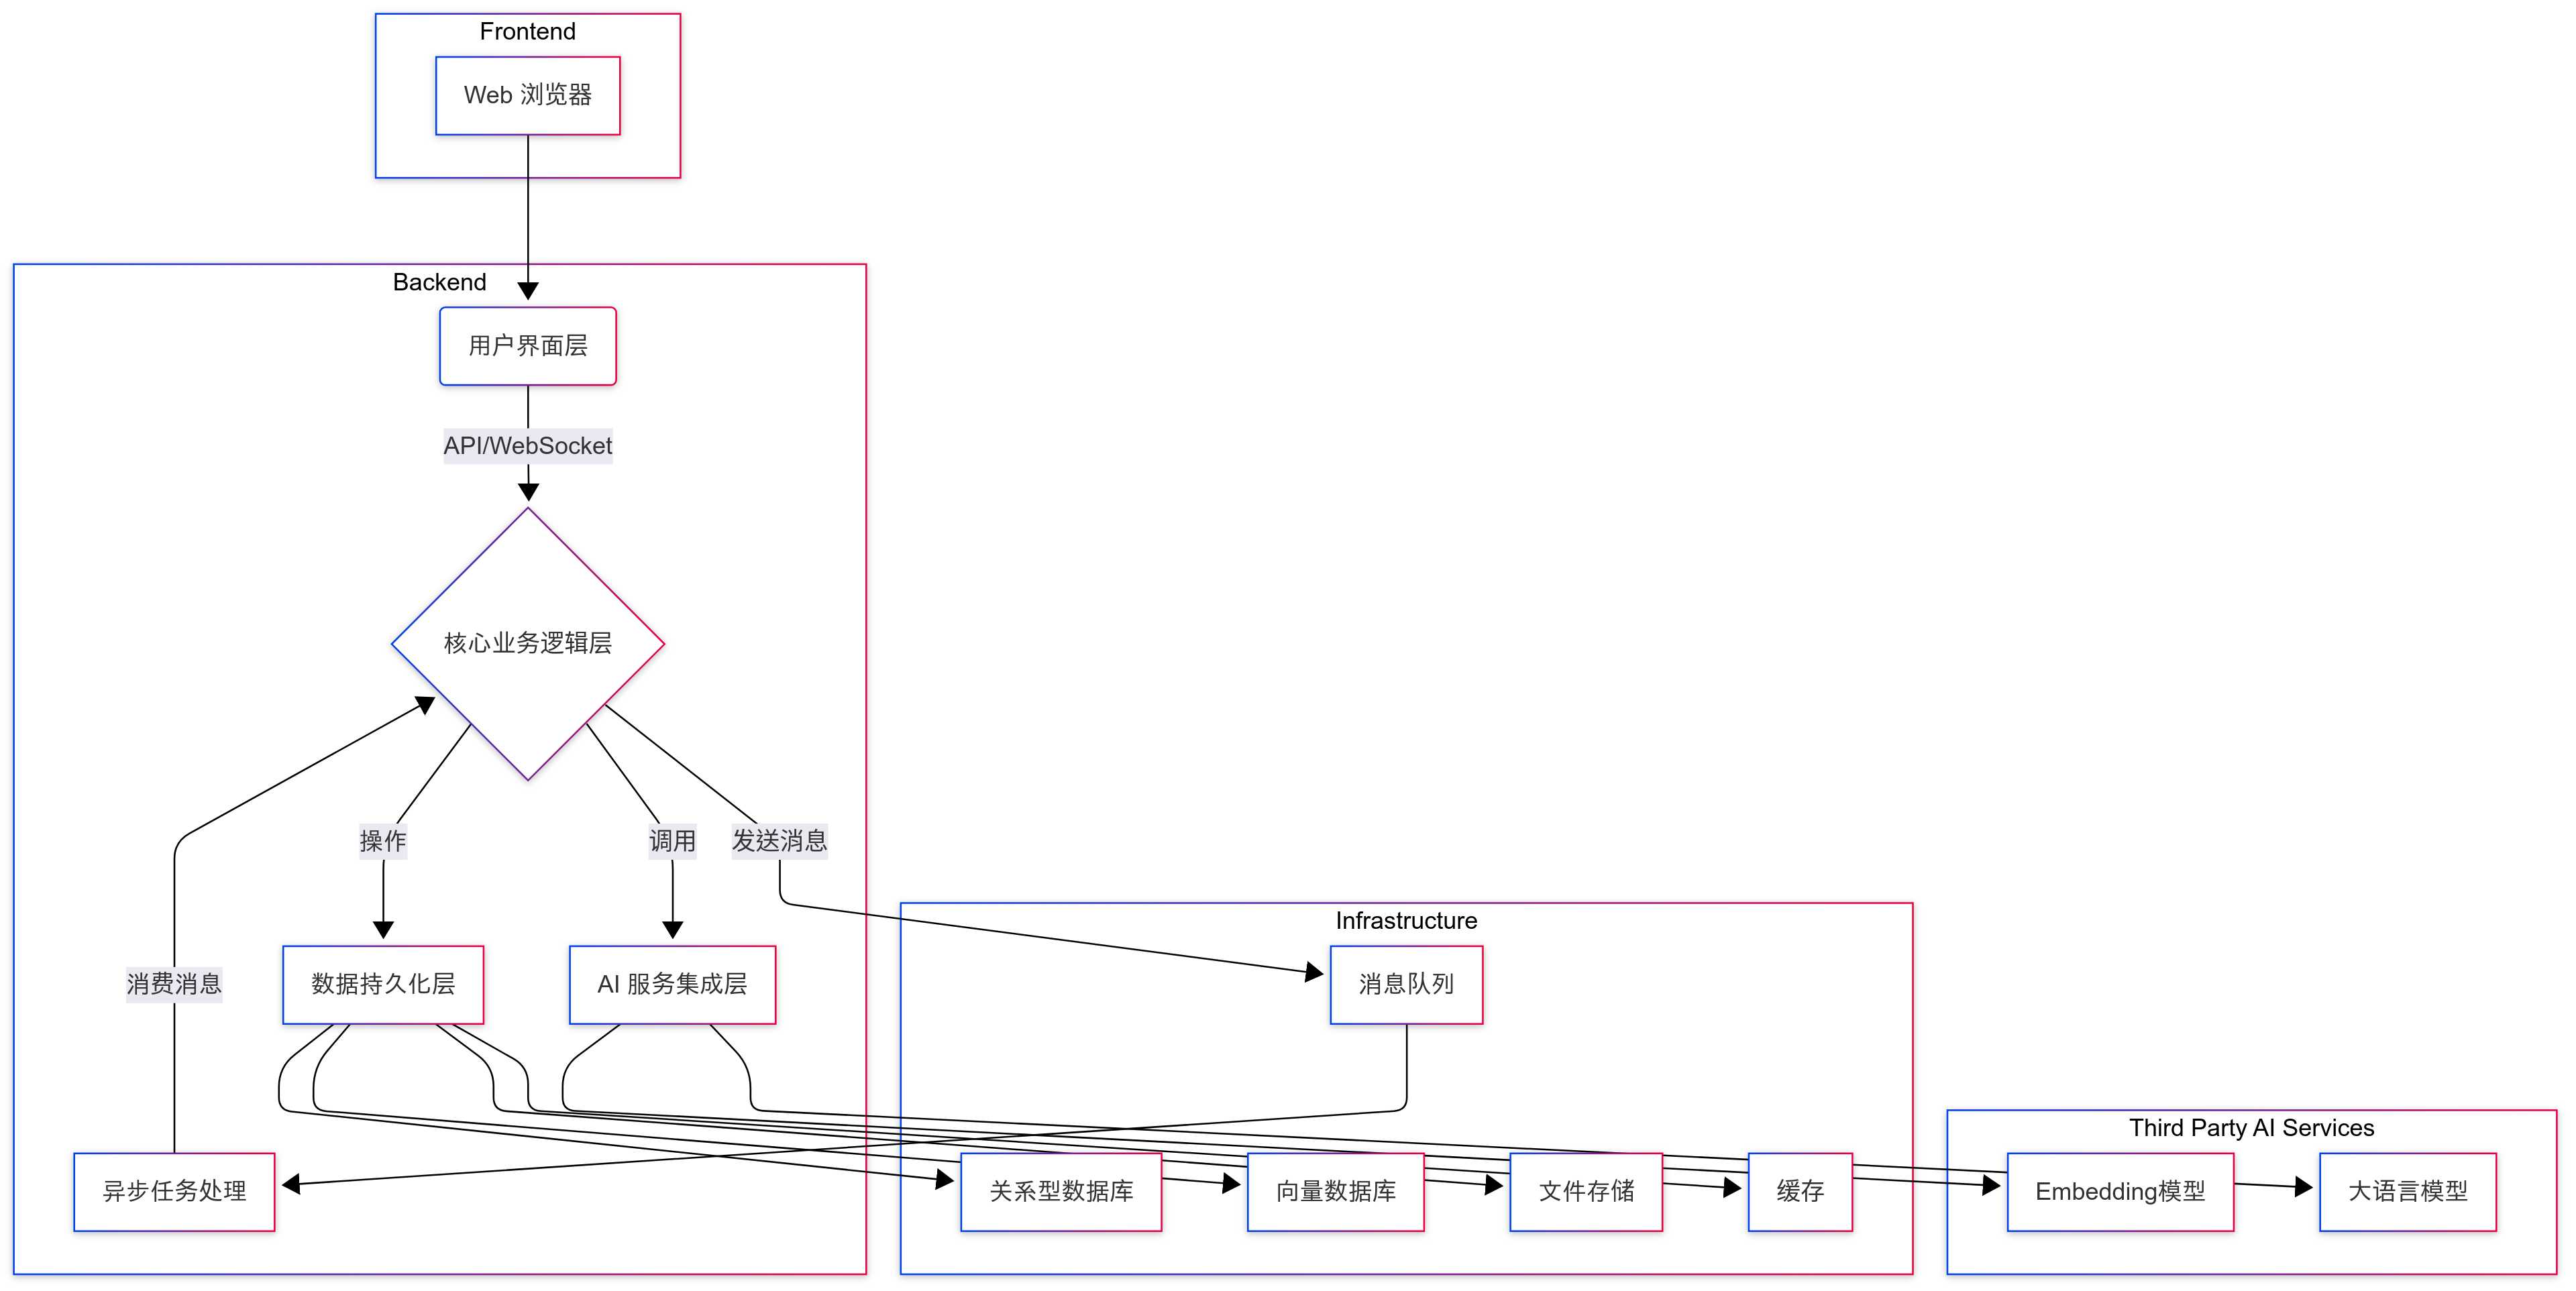 Frontend
Web 浏览器
Backend
用户界面层
API/WebSocket
核心业务逻辑层
操作
调用
发送消息
Infrastructure
消费消息
数据持久化层
AI 服务集成层
消息队列
Third Party AI Services
异步任务处理
关系型数据库
向量数据库
文件存储
缓存
Embedding模型
大语言模型